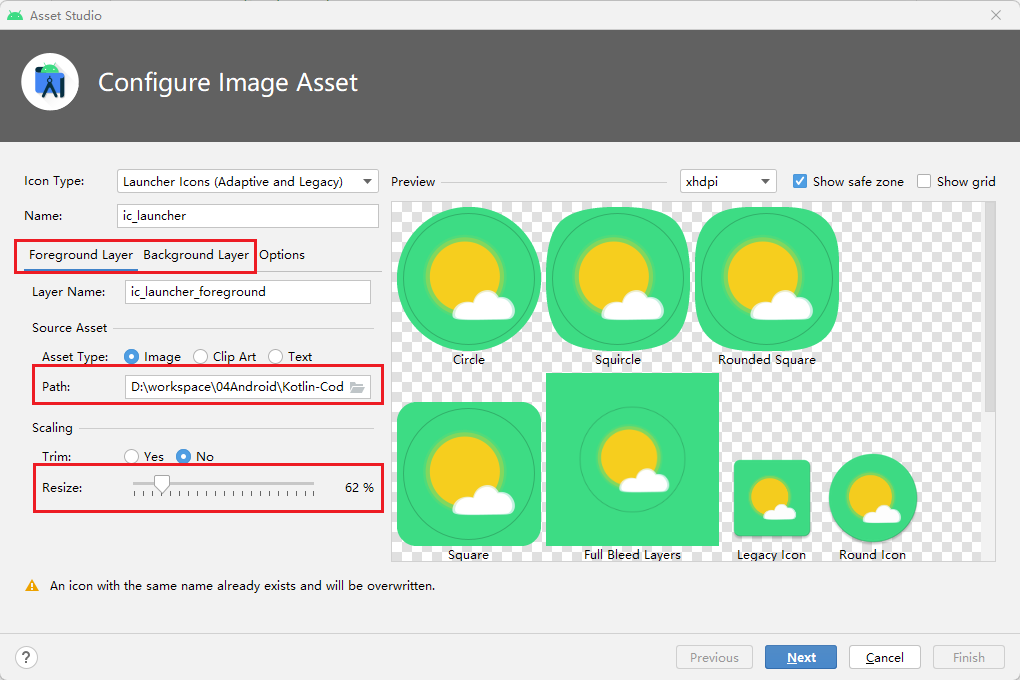 Asset Studio
Configure Image Asset
Icon Type: Launcher Icons (Adaptive and Legacy)
Name: ic_launcher
Foreground Layer Background Layer Options
Layer Name: ic_launcher_foreground
Source Asset
Asset Type: Image Clip Art Text
Path: D:\workspace\04Android\Kotlin-Cod
Scaling
Trim: Yes No
Resize: 62 %
Preview xhdpi Show safe zone Show grid
Circle Squircle Rounded Square
Square Full Bleed Layers Legacy Icon Round Icon
An icon with the same name already exists and will be overwritten.
? Previous Next Cancel Finish